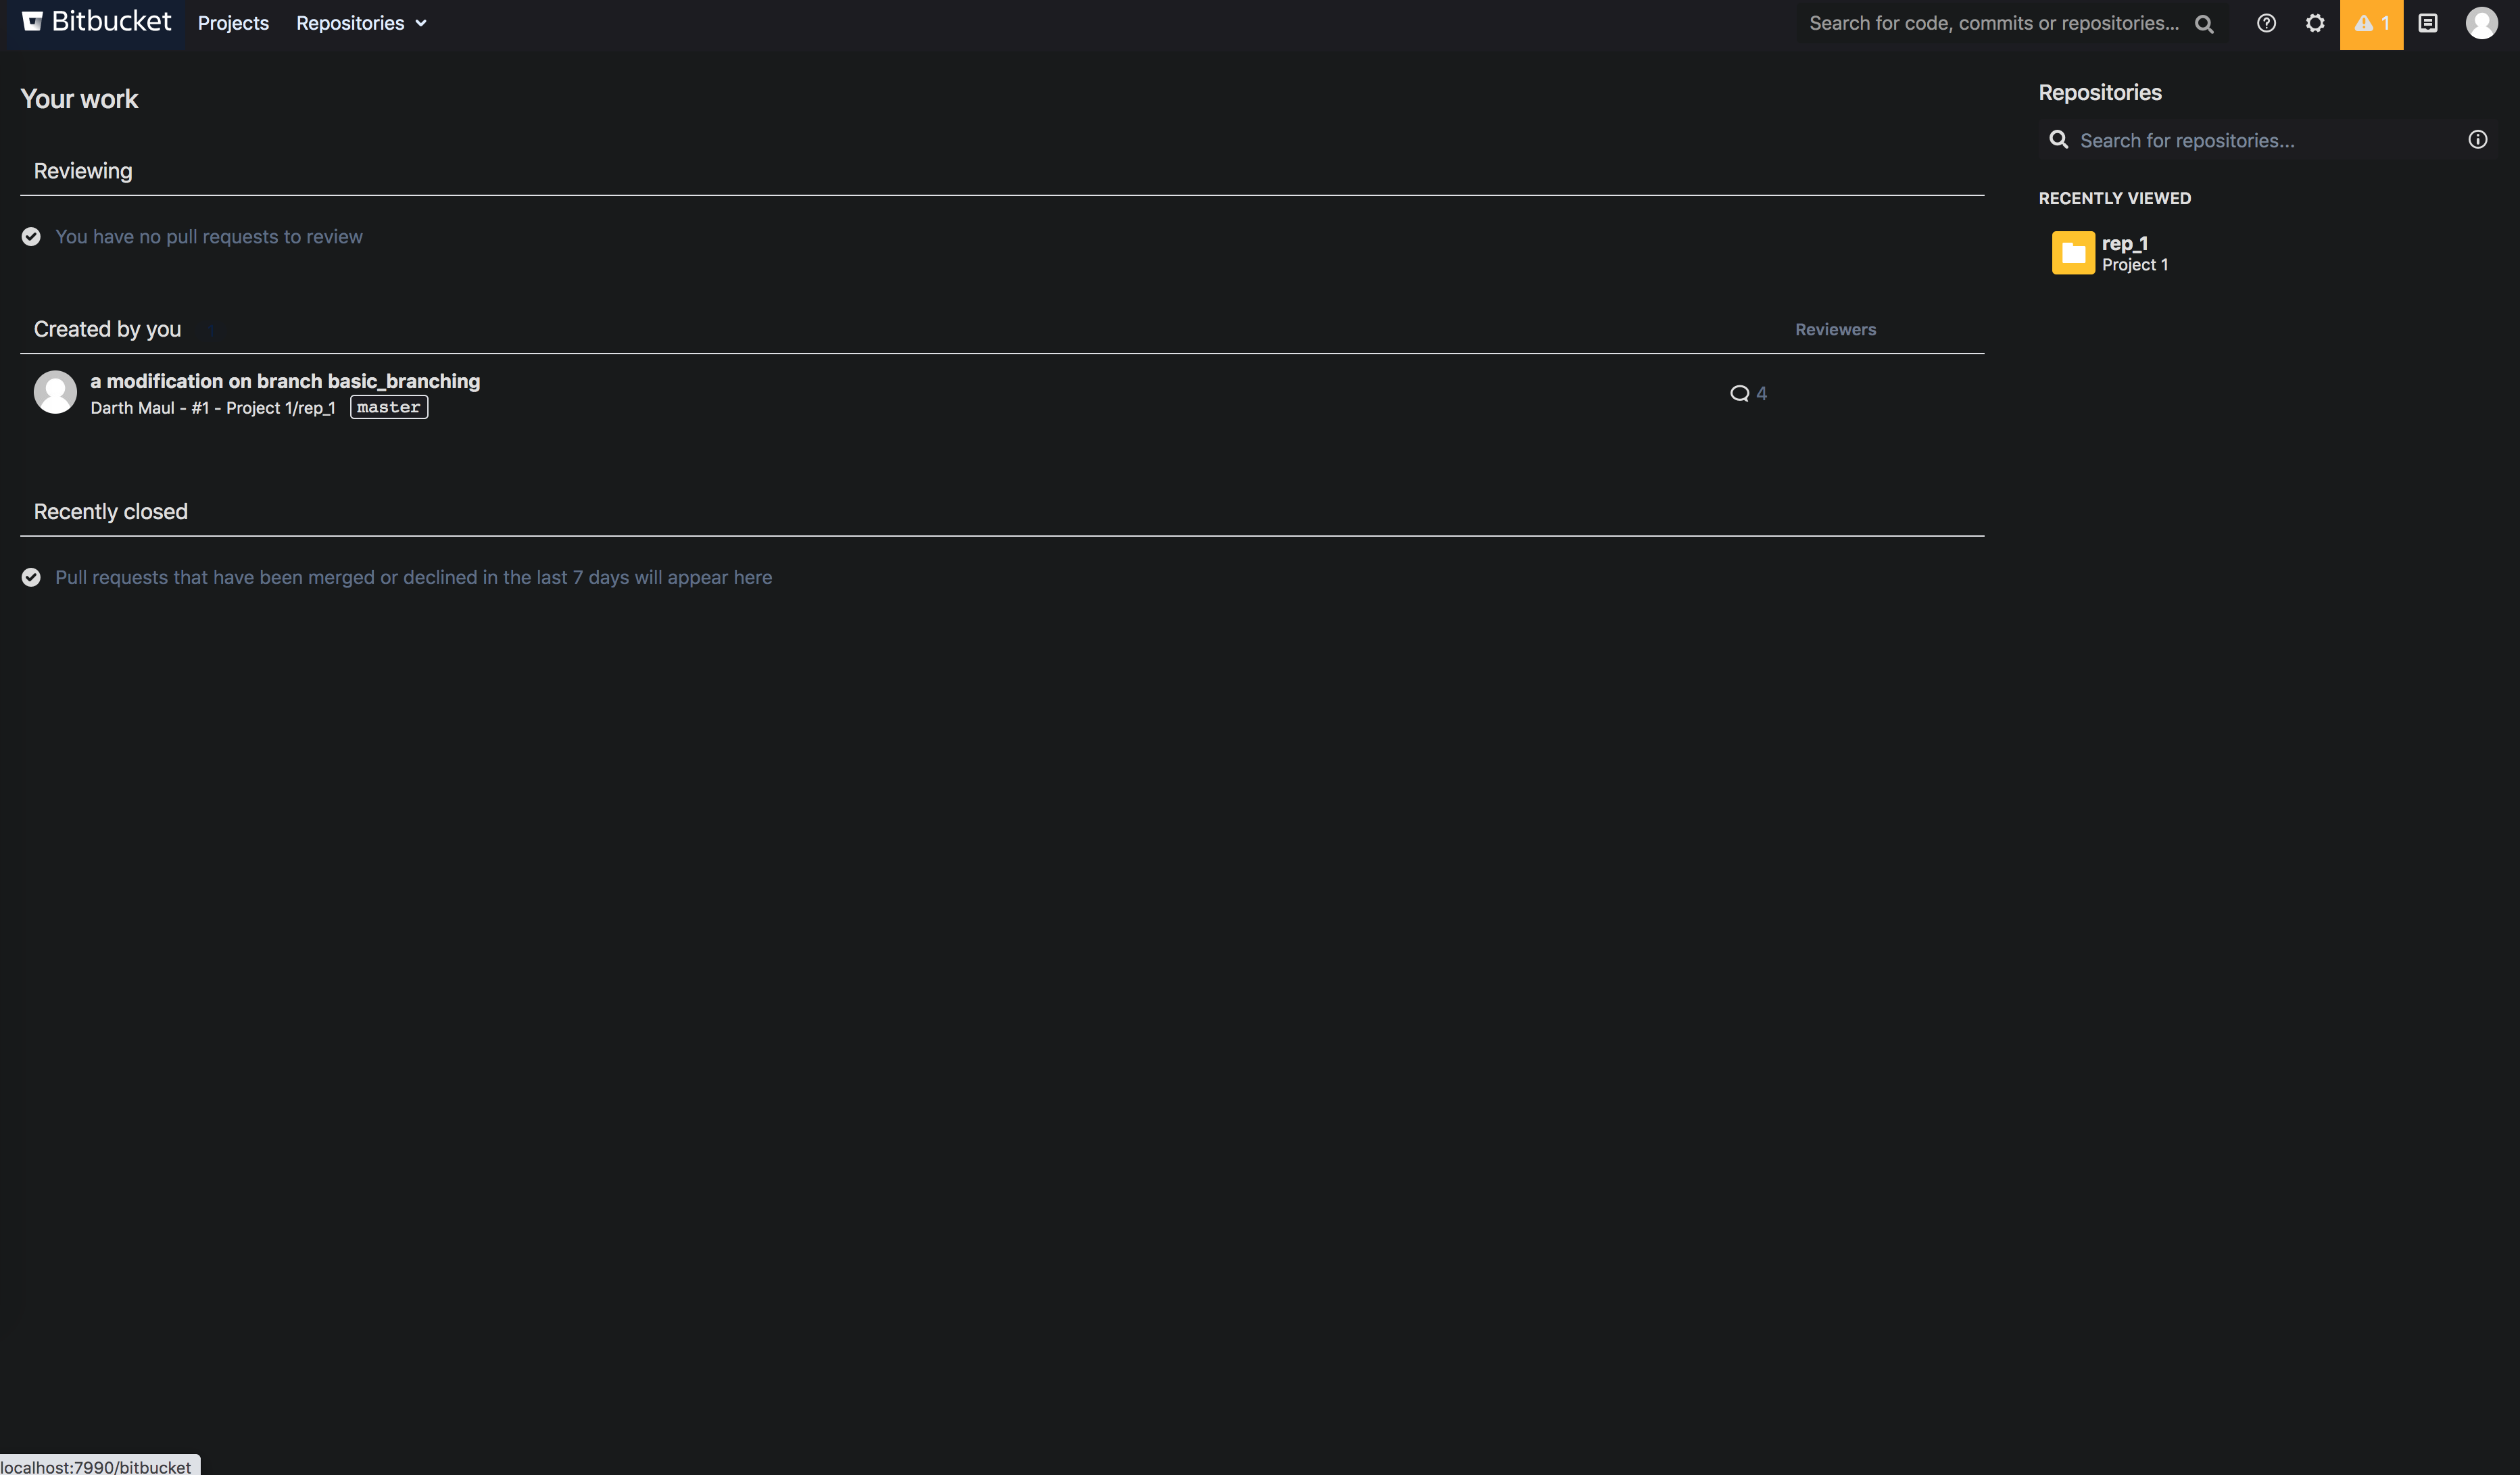 Bitbucket Projects Repositories Search for code, commits or repositories... 1
Your work
Reviewing
You have no pull requests to review
Created by you Reviewers
a modification on branch basic_branching 4
Darth Maul - #1 - Project 1/rep_1 master
Recently closed
Pull requests that have been merged or declined in the last 7 days will appear here
Repositories
Search for repositories...
RECENTLY VIEWED
rep_1
Project 1
localhost:7990/bitbucket